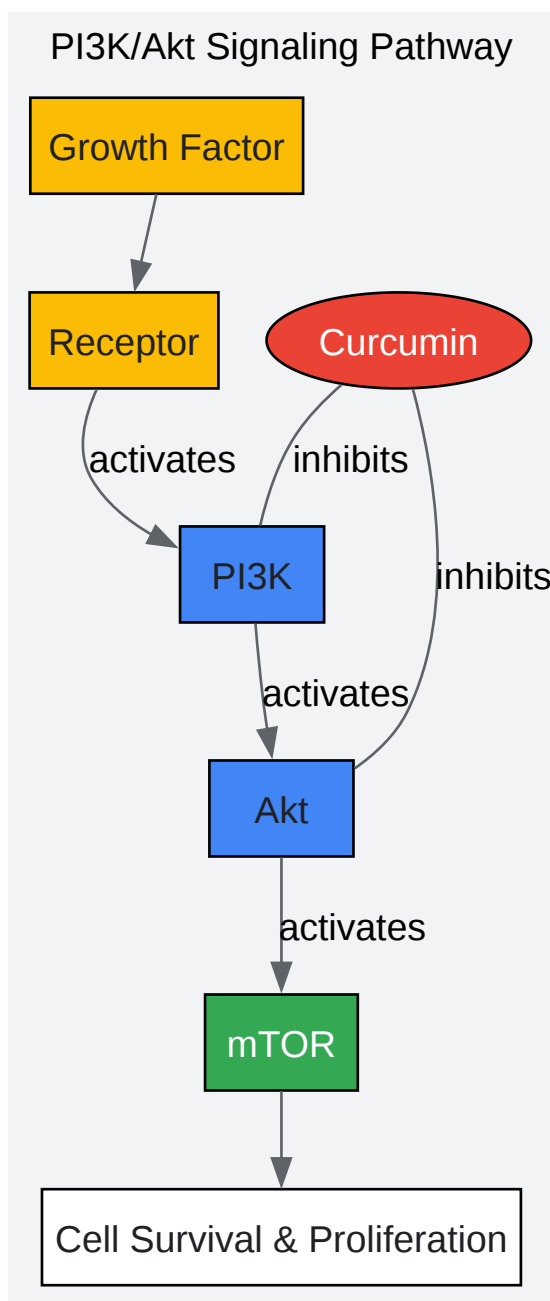 PI3K/Akt Signaling Pathway
Growth Factor
Receptor
Curcumin
activates
inhibits
PI3K
inhibits
activates
Akt
activates
mTOR
Cell Survival & Proliferation